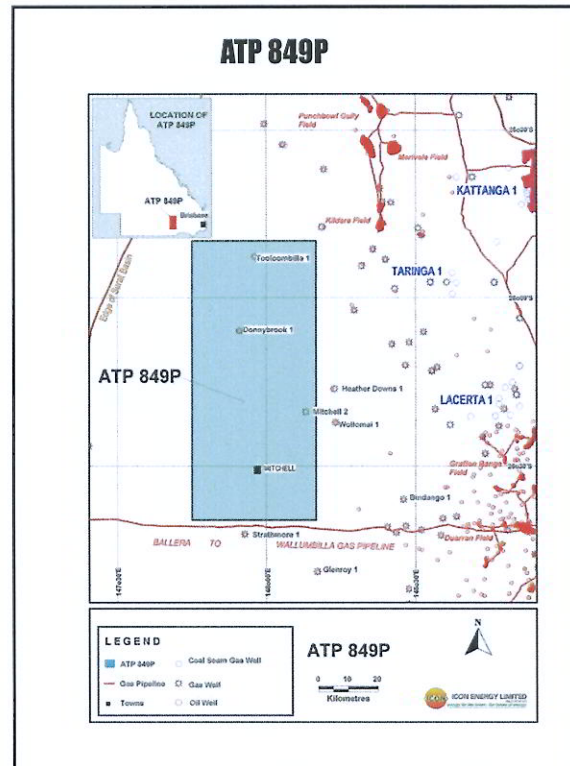 ATP 849P
LOCATION OF
ATP 849P
ATP 849P
Brisbane
Punchbowl Gully
Field
Merivale Field
Kildare Field
KATTANGA 1
TARINGA 1
LACERTA 1
Edge of Surat Basin
Tooloombilla 1
Donnybrook 1
ATP 849P
Heather Downs 1
Mitchell 2
Wollomai 1
MITCHELL
Grafton Range
Field
Bindango 1
Strathmore 1
BALLERA TO WALLUMBILLA GAS PIPELINE
Duarran Field
Glenroy 1
147°30'E
148°00'E
LEGEND
ATP 849P
Coal Seam Gas Well
Gas Pipeline
Gas Well
Towns
Oil Well
ATP 849P
0 10 20
Kilometres
N
ICON
ICON ENERGY LIMITED